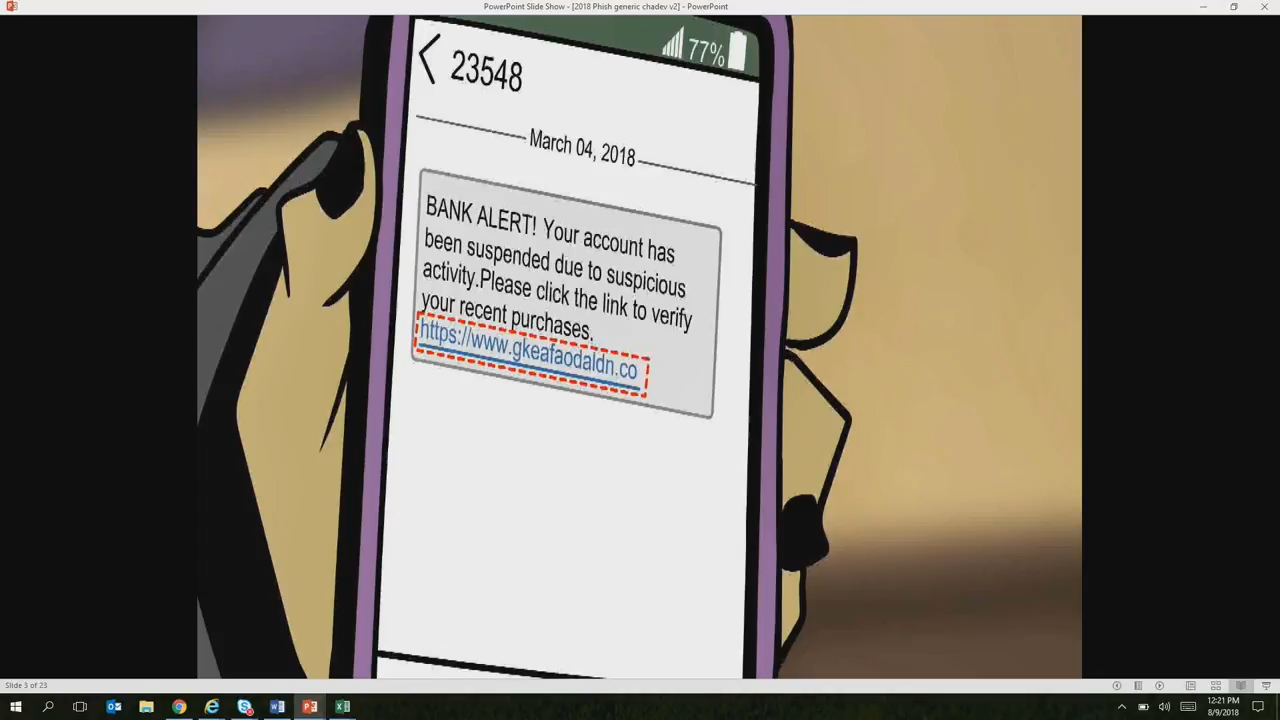 PowerPoint Slide Show - [2018 Phish generic chadev v2] - PowerPoint
77%
23548
March 04, 2018
BANK ALERT! Your account has
been suspended due to suspicious
activity.Please click the link to verify
your recent purchases.
https://www.gkeafaodaldn.co
Slide 3 of 23
12:21 PM
8/9/2018